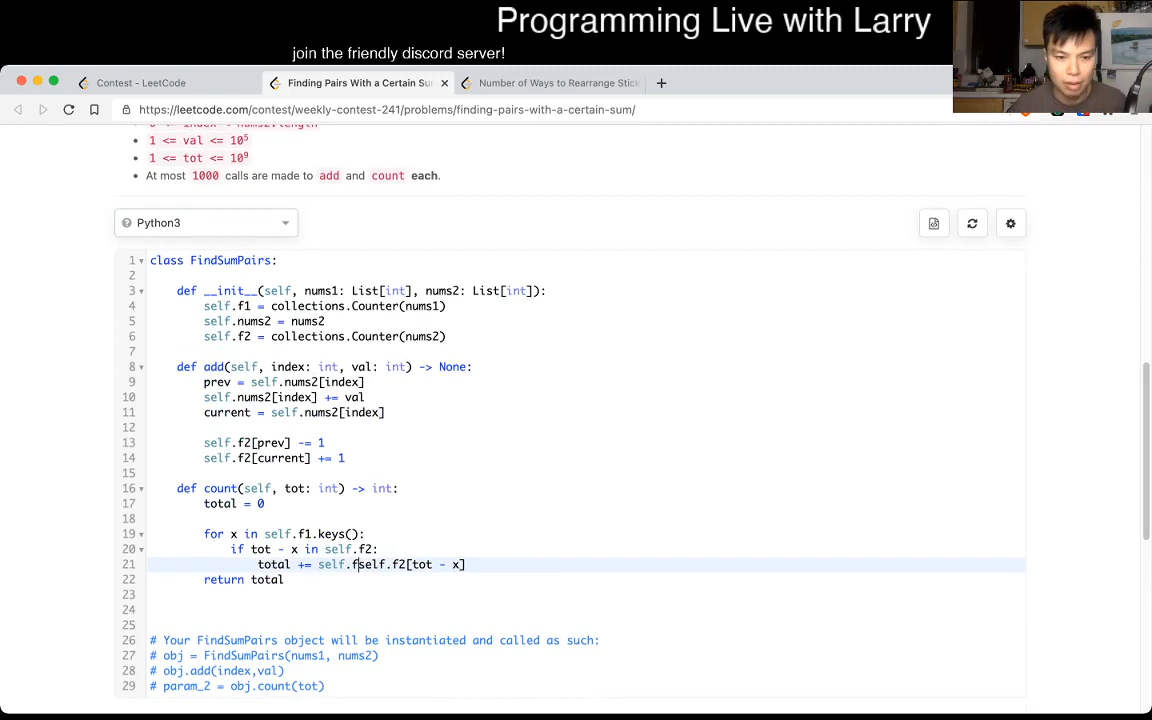 Programming Live with Larry
join the friendly discord server!
Contest - LeetCode
Finding Pairs With a Certain Su
Number of Ways to Rearrange Stick
https://leetcode.com/contest/weekly-contest-241/problems/finding-pairs-with-a-certain-sum/
0 <= index < nums2.length
1 <= val <= 10^5
1 <= tot <= 10^9
At most 1000 calls are made to add and count each.
Python3
1 class FindSumPairs:
2
3 def __init__(self, nums1: List[int], nums2: List[int]):
4 self.f1 = collections.Counter(nums1)
5 self.nums2 = nums2
6 self.f2 = collections.Counter(nums2)
7
8 def add(self, index: int, val: int) -> None:
9 prev = self.nums2[index]
10 self.nums2[index] += val
11 current = self.nums2[index]
12
13 self.f2[prev] -= 1
14 self.f2[current] += 1
15
16 def count(self, tot: int) -> int:
17 total = 0
18
19 for x in self.f1.keys():
20 if tot - x in self.f2:
21 total += self.fself.f2[tot - x]
22 return total
23
24
25
26 # Your FindSumPairs object will be instantiated and called as such:
27 # obj = FindSumPairs(nums1, nums2)
28 # obj.add(index,val)
29 # param_2 = obj.count(tot)